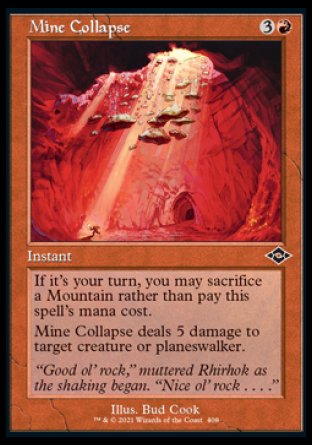 Mine Collapse 3
Instant
If it's your turn, you may sacrifice
a Mountain rather than pay this
spell's mana cost.
Mine Collapse deals 5 damage to
target creature or planeswalker.
"Good ol' rock," muttered Rhirhok as
the shaking began. "Nice ol' rock . . . ."
Illus. Bud Cook
™ & © 2021 Wizards of the Coast 409